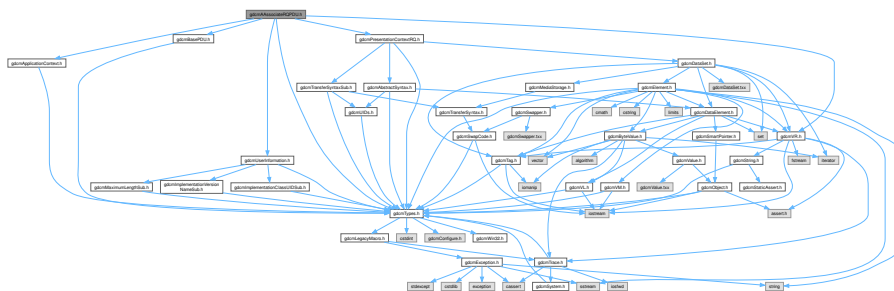 gdcmAAssociateRQPDU.h
gdcmBasePDU.h
gdcmPresentationContextRQ.h
gdcmApplicationContext.h
gdcmDataSet.h
gdcmTransferSyntaxSub.h
gdcmAbstractSyntax.h
gdcmMediaStorage.h
gdcmElement.h
gdcmDataSet.txx
gdcmUIDs.h
gdcmTransferSyntax.h
gdcmSwapper.h
cmath
cstring
limits
gdcmDataElement.h
gdcmSwapCode.h
gdcmSwapper.txx
gdcmByteValue.h
gdcmSmartPointer.h
set
gdcmVR.h
gdcmUserInformation.h
gdcmTag.h
vector
algorithm
gdcmValue.h
gdcmString.h
fstream
iterator
gdcmMaximumLengthSub.h
gdcmImplementationVersion
NameSub.h
gdcmImplementationClassUIDSub.h
iomanip
gdcmVL.h
gdcmVM.h
gdcmValue.txx
gdcmObject.h
gdcmStaticAssert.h
gdcmTypes.h
iostream
assert.h
gdcmLegacyMacro.h
cstdint
gdcmConfigure.h
gdcmWin32.h
gdcmException.h
gdcmTrace.h
stdexcept
cstdlib
exception
cassert
gdcmSystem.h
sstream
iosfwd
string